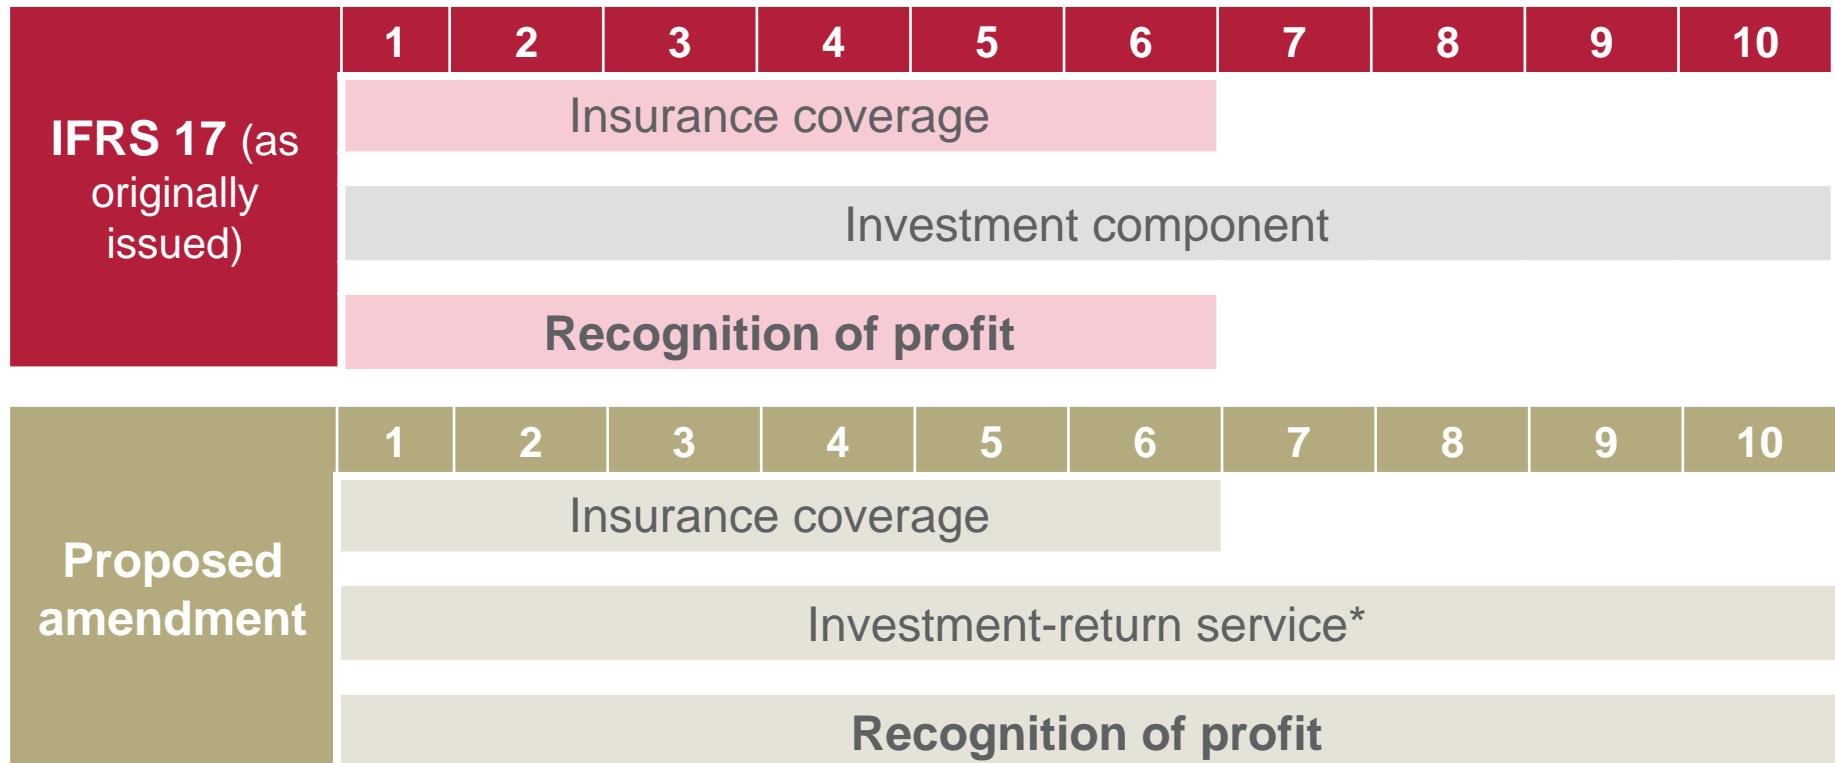 1 2 3 4 5 6 7 8 9 10
IFRS 17 (as
originally
issued)
Insurance coverage
Investment component
Recognition of profit
1 2 3 4 5 6 7 8 9 10
Proposed
amendment
Insurance coverage
Investment-return service*
Recognition of profit